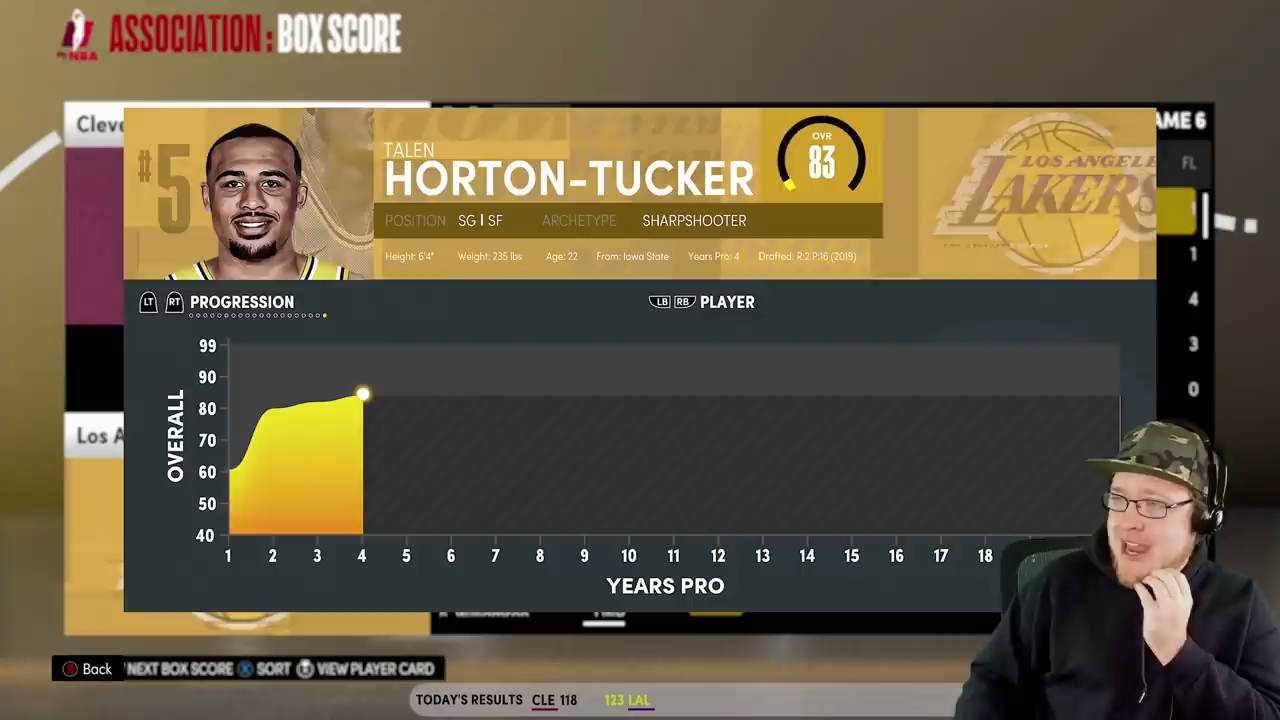 ASSOCIATION : BOX SCORE
NBA
Cleve
AME 6
#5
TALEN
HORTON-TUCKER
OVR
83
LOS ANGELE
LAKERS
FL
POSITION SG | SF ARCHETYPE SHARPSHOOTER
Height: 6'4" Weight: 235 lbs Age: 22 From: Iowa State Years Pro: 4 Drafted: R:2 P:16 (2019)
1
LT RT PROGRESSION
LB RB PLAYER
4
3
0
99
90
80
70
60
50
40
OVERALL
Los A
1 2 3 4 5 6 7 8 9 10 11 12 13 14 15 16 17 18
YEARS PRO
Back NEXT BOX SCORE X SORT VIEW PLAYER CARD
TODAY'S RESULTS CLE 118 123 LAL